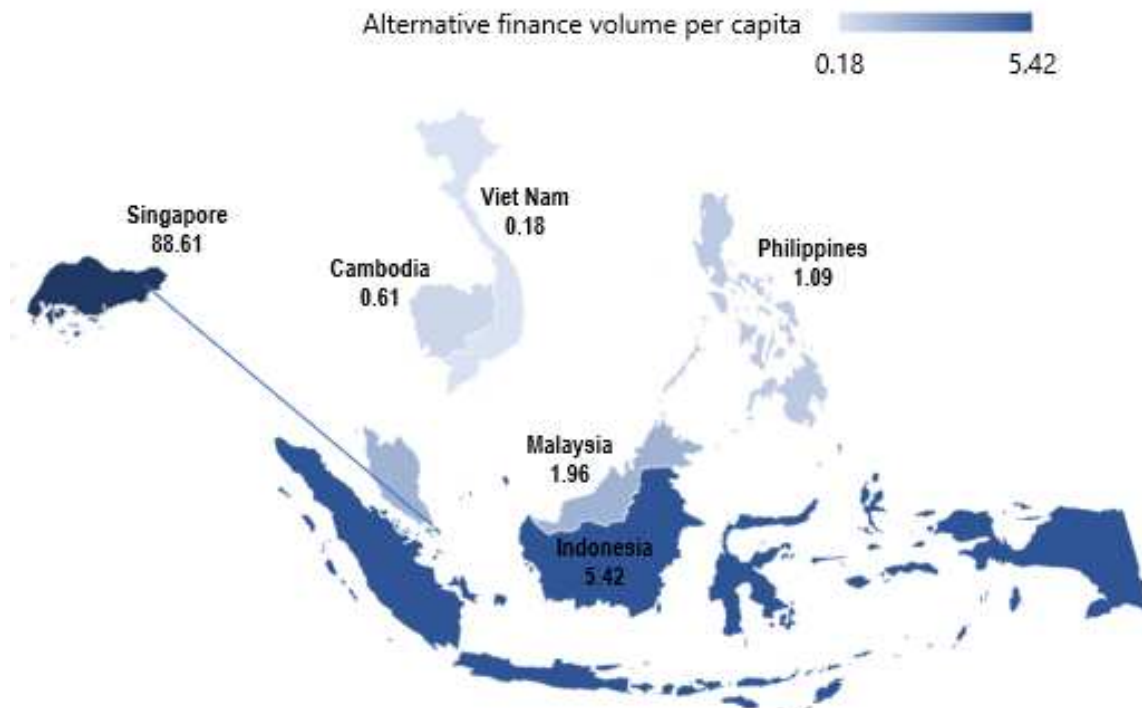 Alternative finance volume per capita
0.18 5.42
Viet Nam
0.18
Singapore
88.61
Philippines
1.09
Cambodia
0.61
Malaysia
1.96
Indonesia
5.42